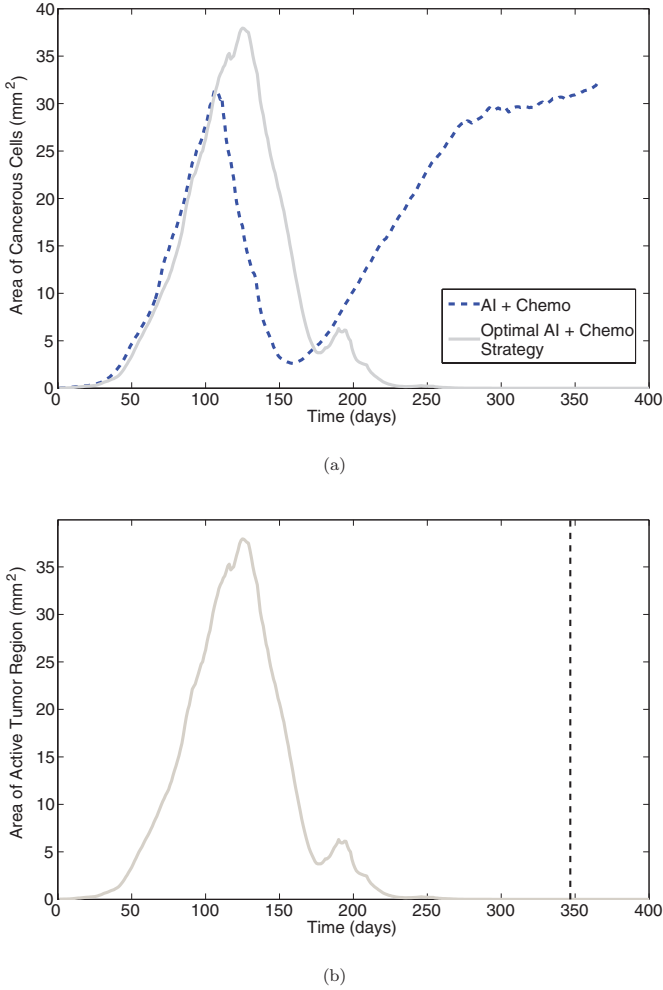 40
35
30
25
20
15
10
5
0
Area of Cancerous Cells (mm2)
AI + Chemo
Optimal AI + Chemo
Strategy
0 50 100 150 200 250 300 350 400
Time (days)
(a)
35
30
25
20
15
10
5
0
Area of Active Tumor Region (mm2)
0 50 100 150 200 250 300 350 400
Time (days)
(b)